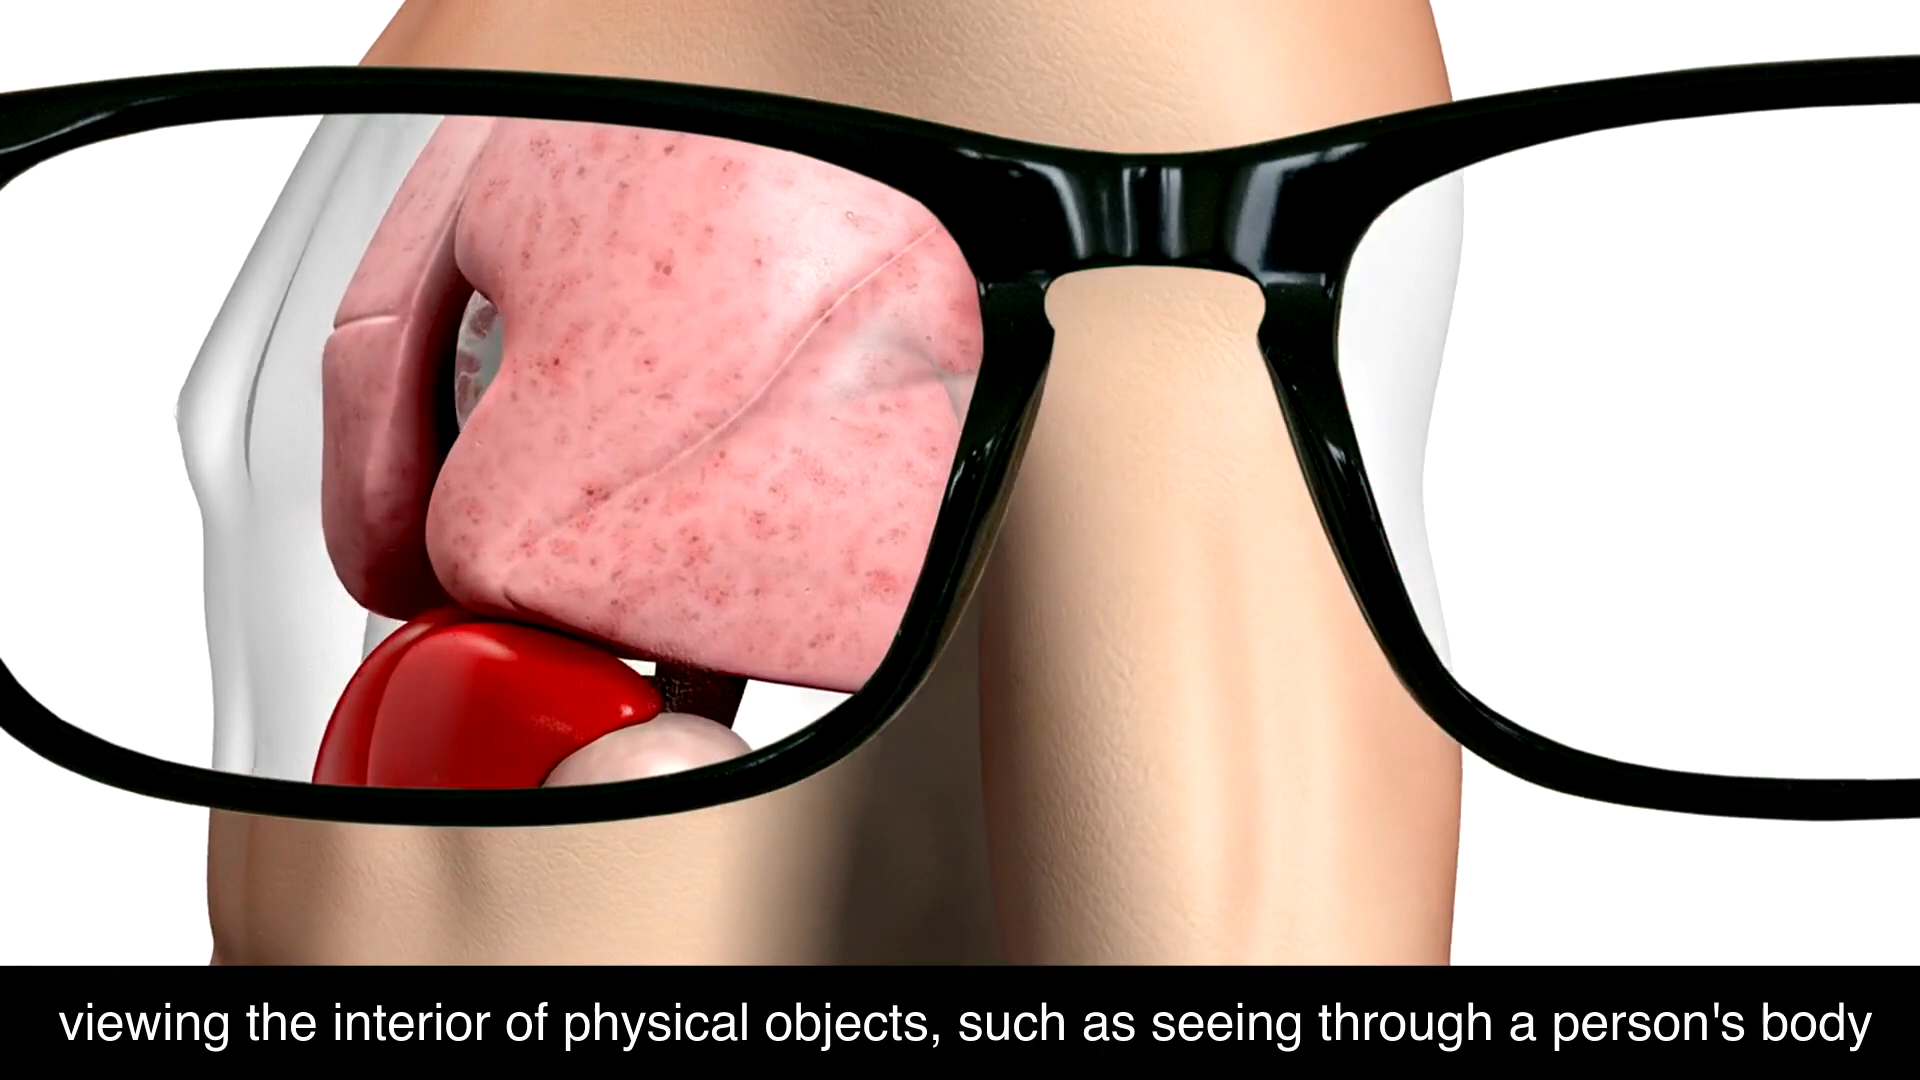 viewing the interior of physical objects, such as seeing through a person's body